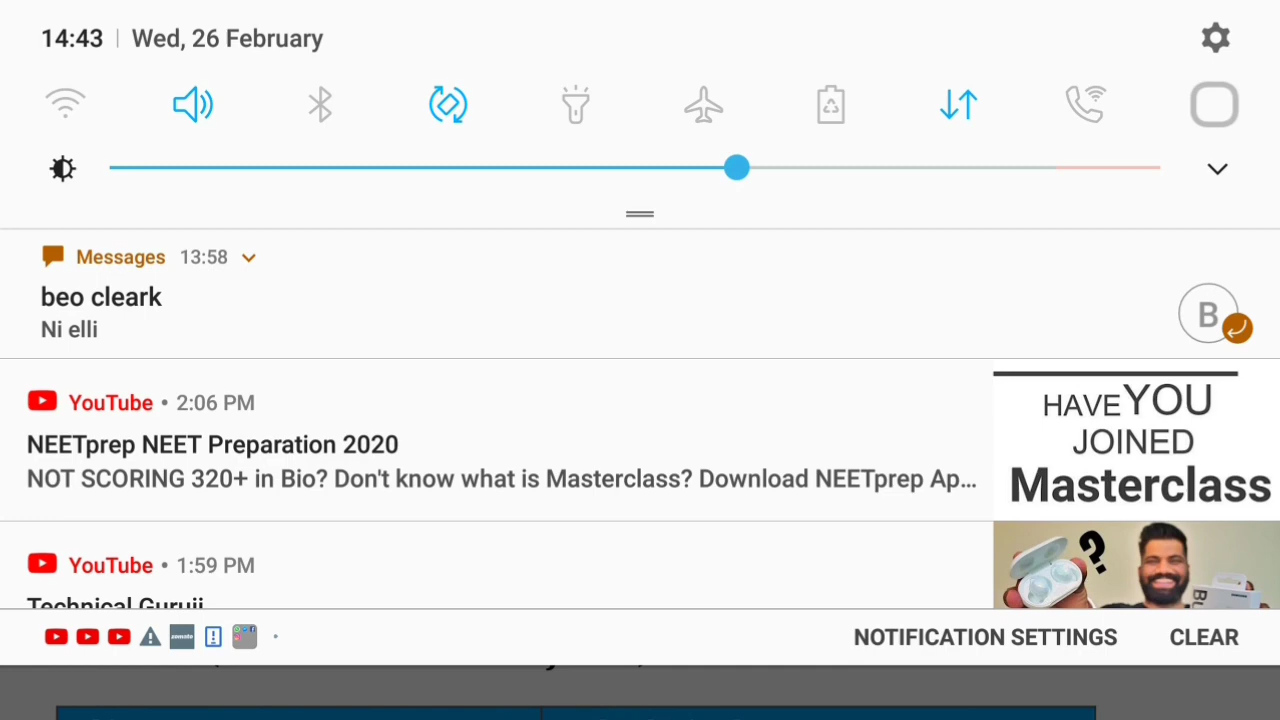 14:43 | Wed, 26 February
Messages 13:58
beo cleark
Ni elli
B
YouTube • 2:06 PM
NEETprep NEET Preparation 2020
NOT SCORING 320+ in Bio? Don't know what is Masterclass? Download NEETprep Ap...
HAVE YOU
JOINED
Masterclass
YouTube • 1:59 PM
Technical Guruji
?
zomato
NOTIFICATION SETTINGS CLEAR